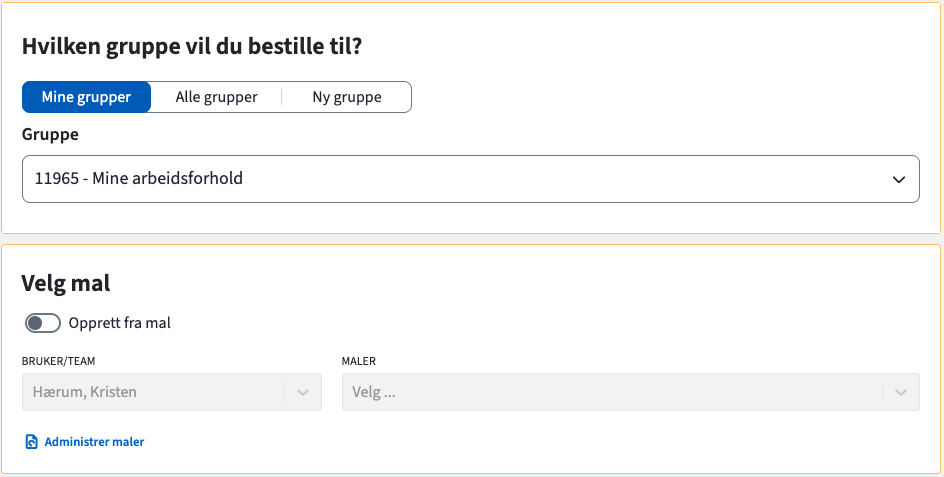 Hvilken gruppe vil du bestille til?
Mine grupper Alle grupper Ny gruppe
Gruppe
11965 - Mine arbeidsforhold
Velg mal
Opprett fra mal
BRUKER/TEAM MALER
Hærum, Kristen Velg ...
Administrer maler